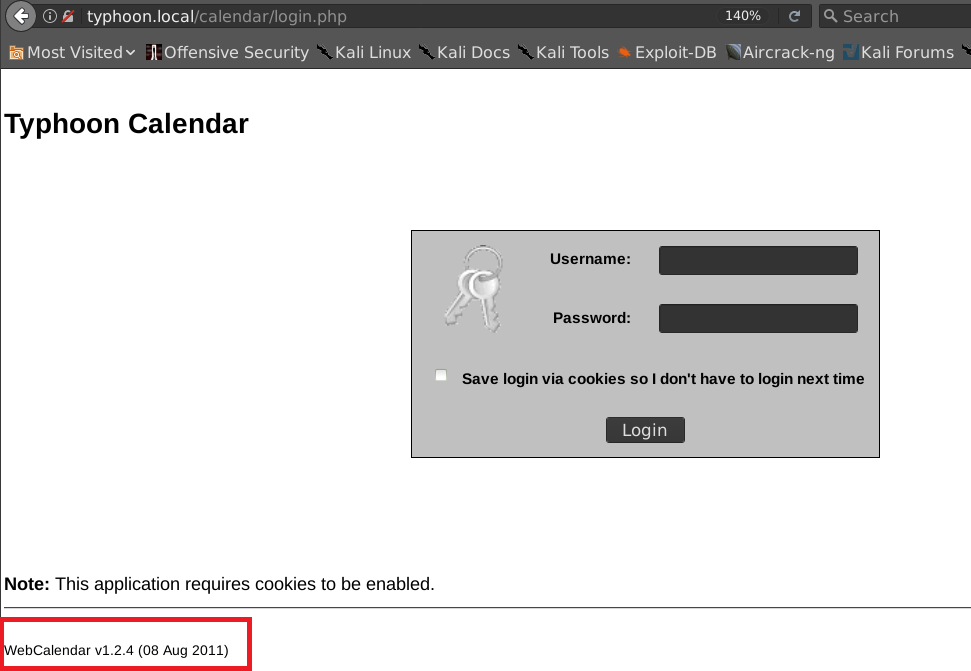 typhoon.local/calendar/login.php 140% Search
Most Visited Offensive Security Kali Linux Kali Docs Kali Tools Exploit-DB Aircrack-ng Kali Forums
Typhoon Calendar
Username:
Password:
Save login via cookies so I don't have to login next time
Login
Note: This application requires cookies to be enabled.
WebCalendar v1.2.4 (08 Aug 2011)